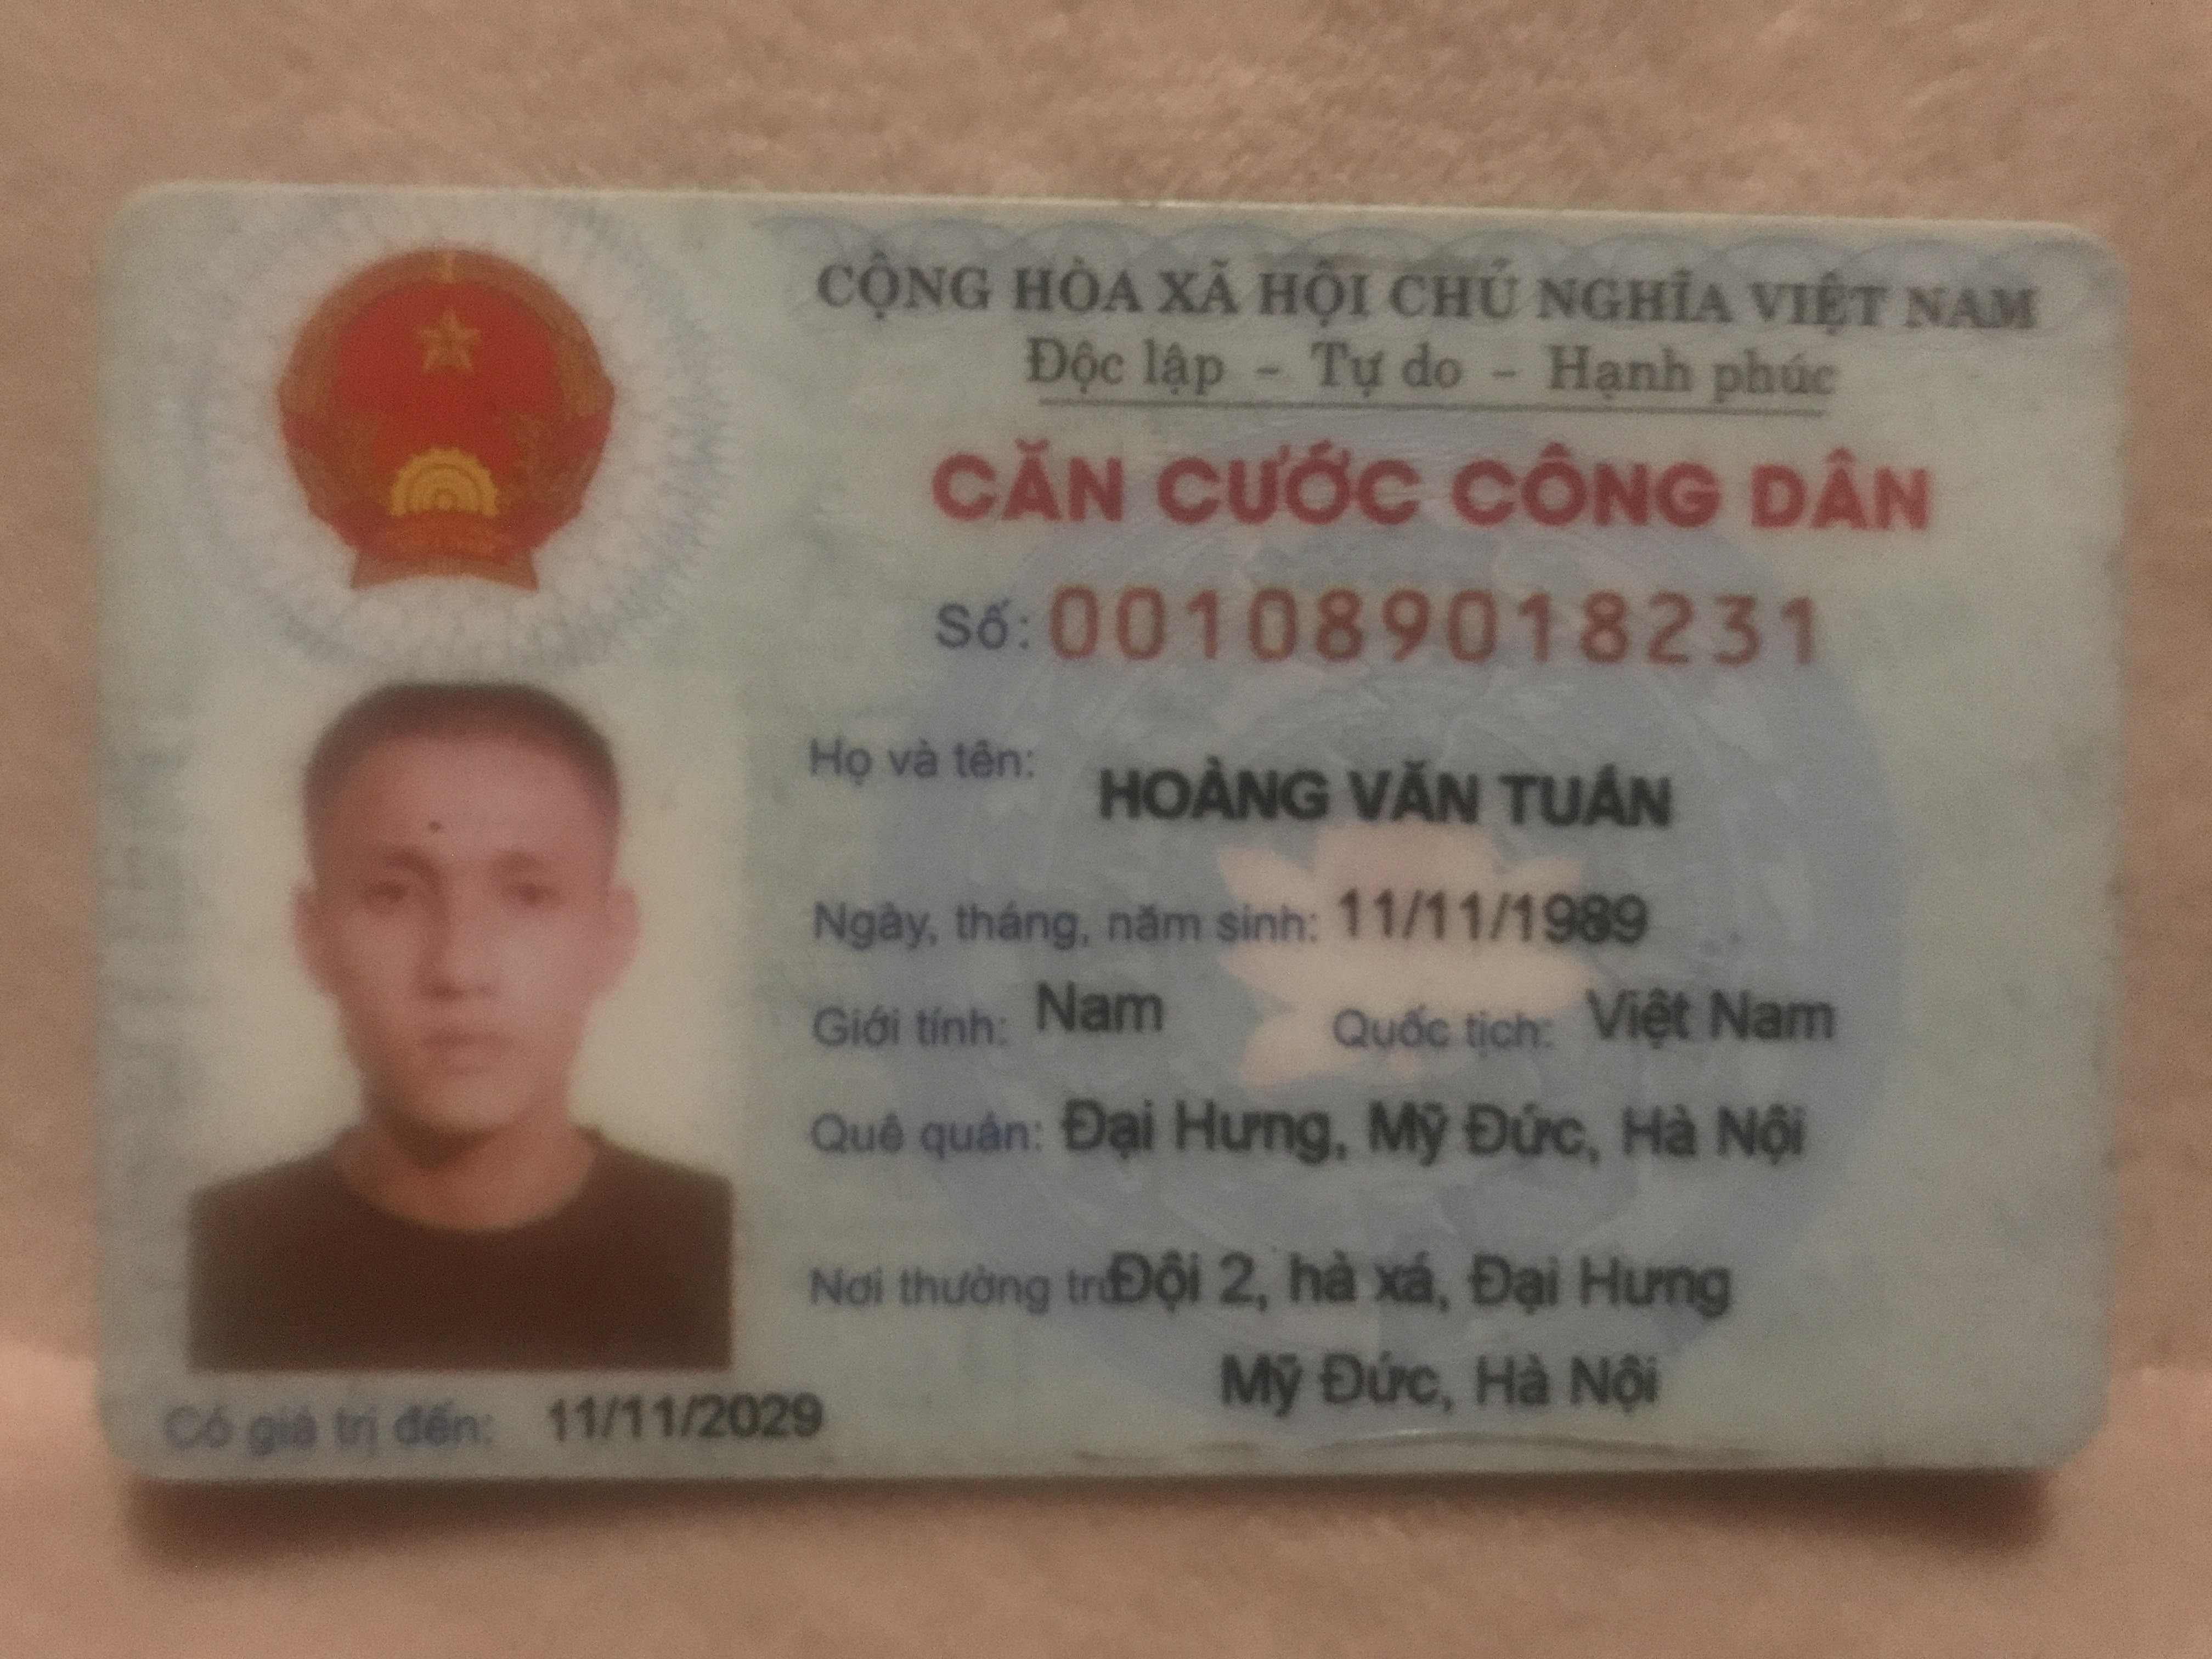 CỘNG HÒA XÃ HỘI CHỦ NGHĨA VIỆT NAM
Độc lập - Tự do - Hạnh phúc
CĂN CƯỚC CÔNG DÂN
Số: 001089018231
Họ và tên: HOÀNG VĂN TUÁN
Ngày, tháng, năm sinh: 11/11/1989
Giới tính: Nam Quốc tịch: Việt Nam
Quê quán: Đại Hưng, Mỹ Đức, Hà Nội
Nơi thường trú: Đội 2, hà xá, Đại Hưng
Mỹ Đức, Hà Nội
Có giá trị đến: 11/11/2029